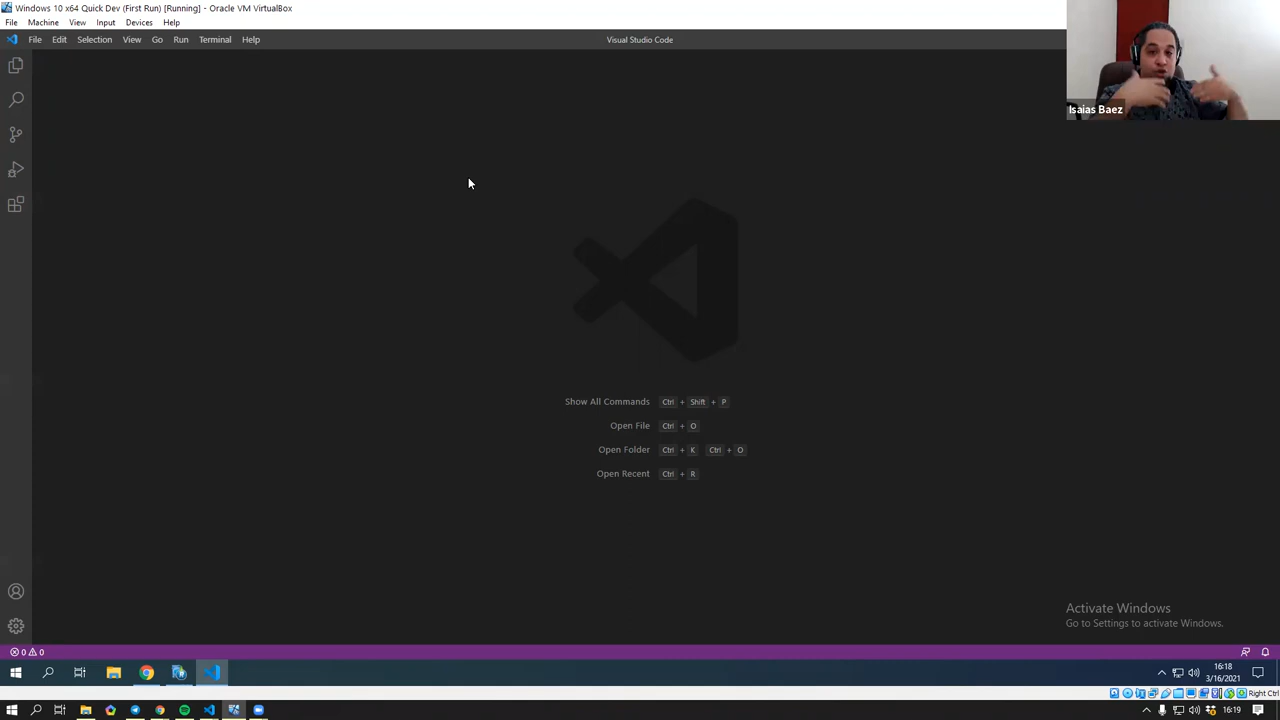 Windows 10 x64 Quick Dev (First Run) [Running] - Oracle VM VirtualBox
File Machine View Input Devices Help
File Edit Selection View Go Run Terminal Help
Visual Studio Code
Isaias Baez
Show All Commands Ctrl + Shift + P
Open File Ctrl + O
Open Folder Ctrl + K Ctrl + O
Open Recent Ctrl + R
Activate Windows
Go to Settings to activate Windows.
0 0
16:18
3/16/2021
Right Ctrl
16:19